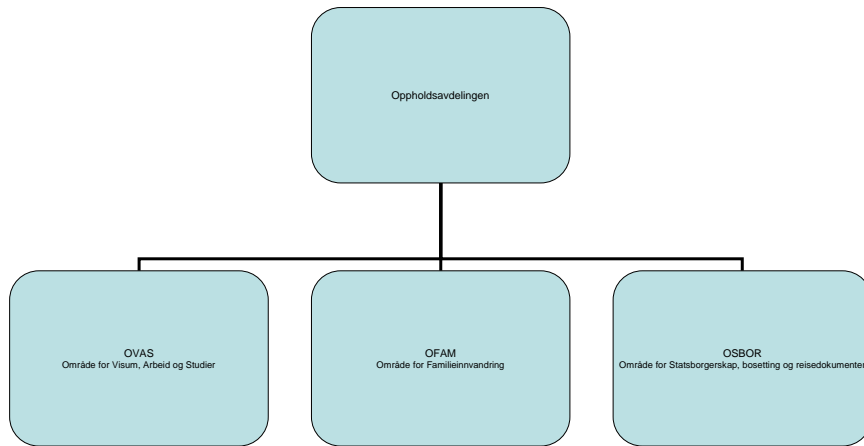 Oppholdsavdelingen
OVAS
Område for Visum, Arbeid og Studier
OFAM
Område for Familieinnvandring
OSBOR
Område for Statsborgerskap, bosetting og reisedokumenter